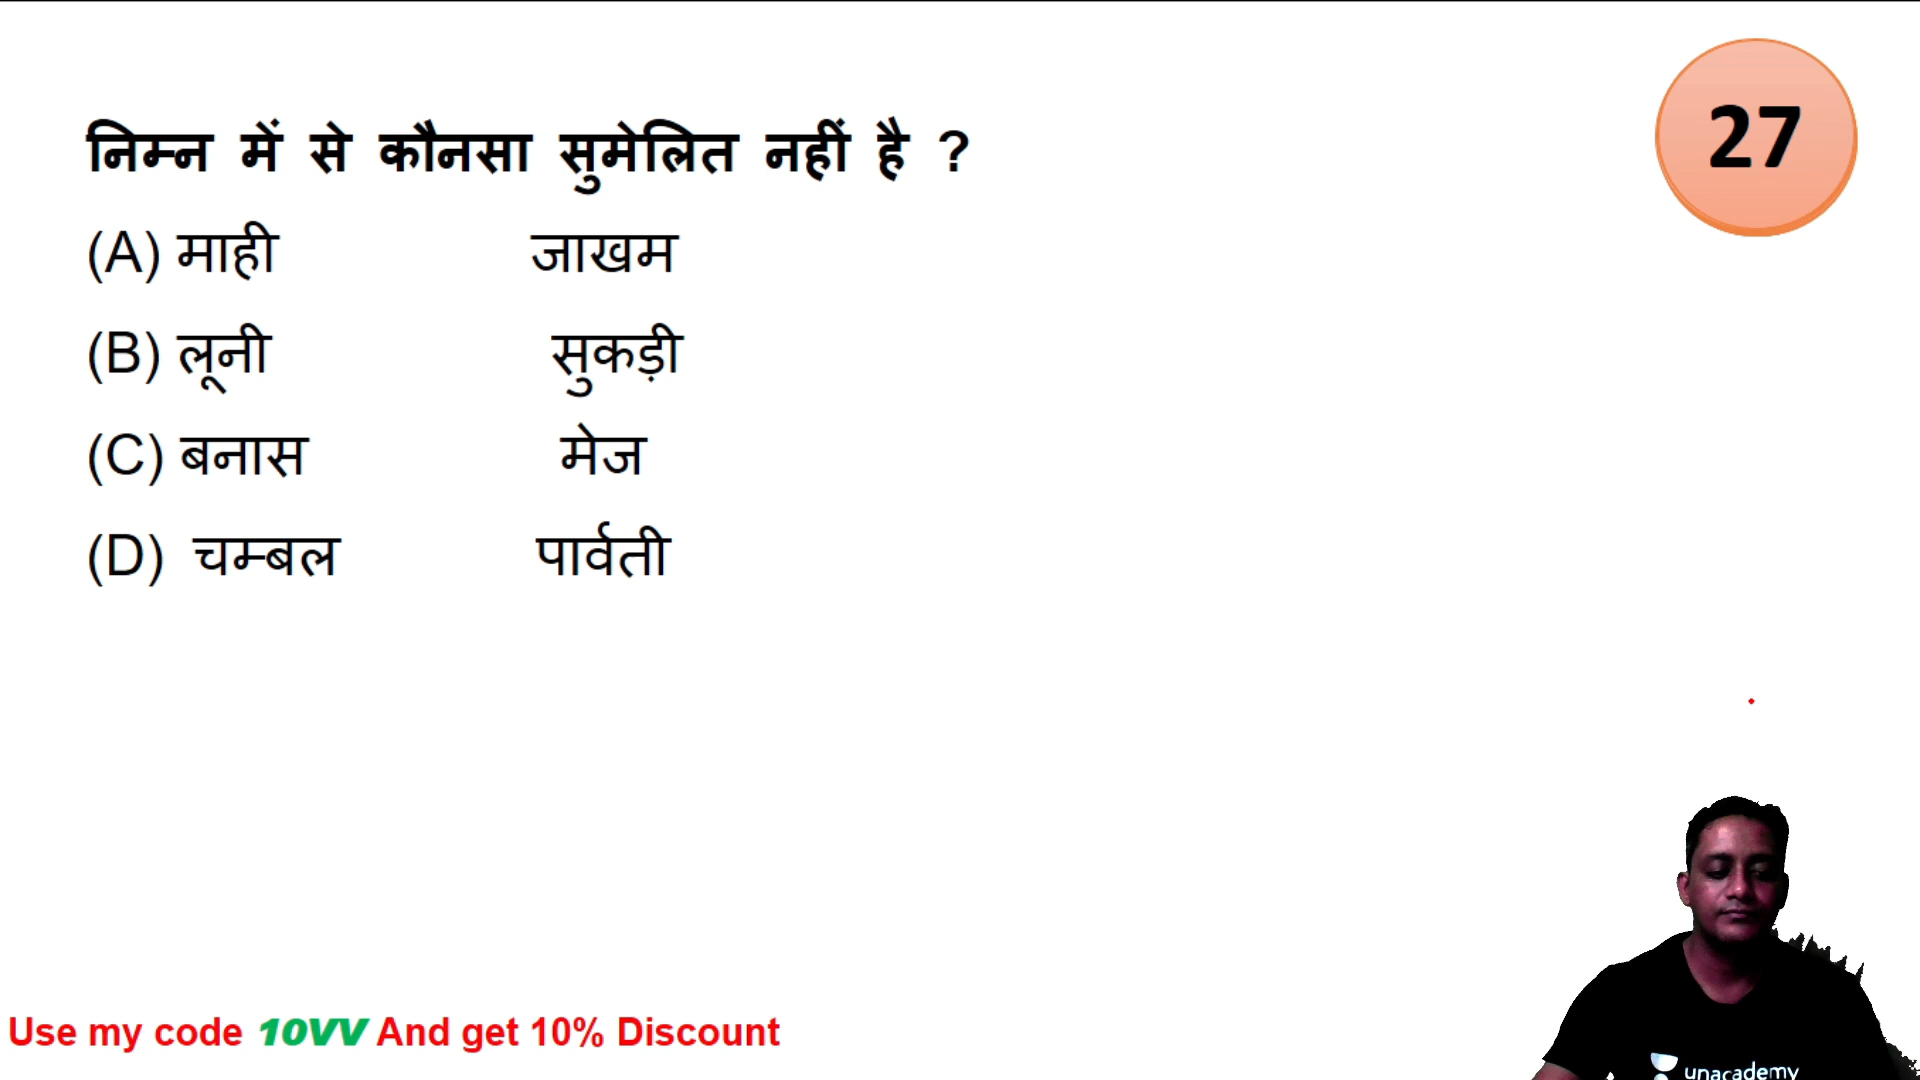 27
निम्न में से कौनसा सुमेलित नहीं है ?
(A) माही जाखम
(B) लूनी सुकड़ी
(C) बनास मेज
(D) चम्बल पार्वती
unacademy
Use my code 10VV And get 10% Discount